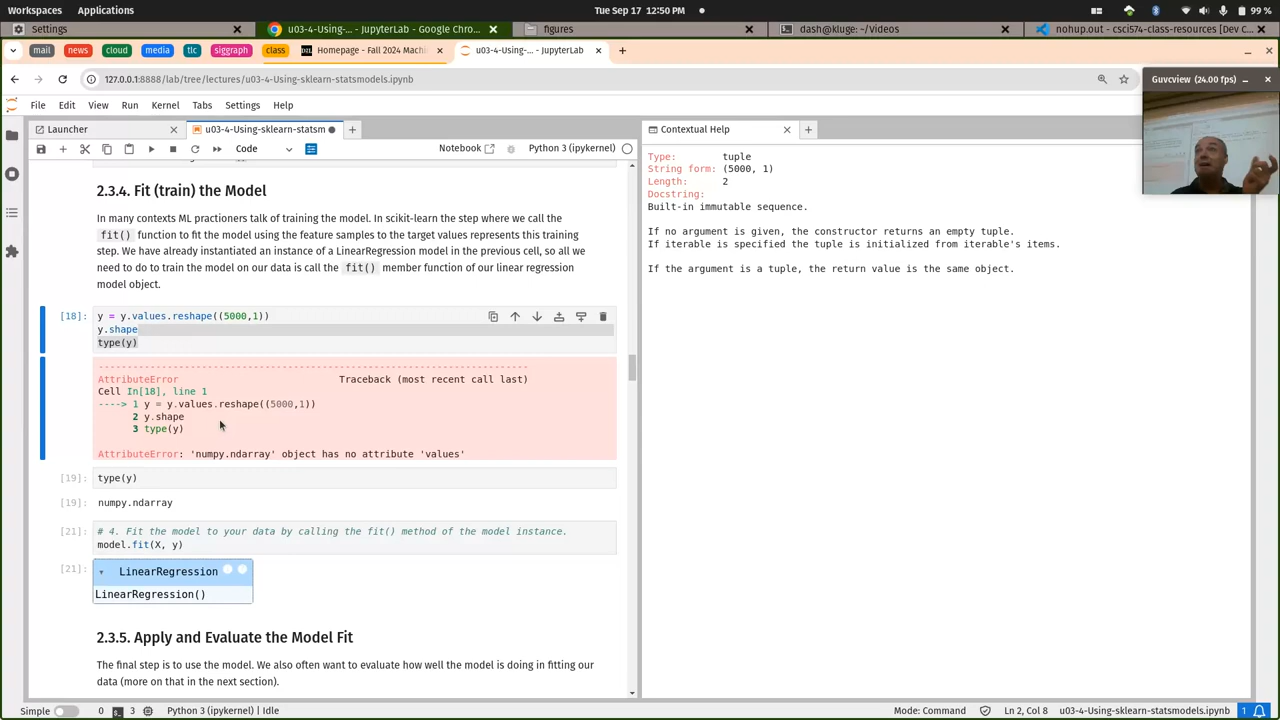 Workspaces Applications Tue Sep 17 12:50 PM 99 %
Settings u03-4-Using-... - JupyterLab - Google Chro... figures dash@kluge: ~/videos nohup.out - csci574-class-resources [Dev C...
mail news cloud media tlc siggraph class Homepage - Fall 2024 Machi u03-4-Using-... - JupyterLab
127.0.0.1:8888/lab/tree/lectures/u03-4-Using-sklearn-statsmodels.ipynb
Guvcview (24.00 fps)
File Edit View Run Kernel Tabs Settings Help
Launcher u03-4-Using-sklearn-statsm
Contextual Help
Code Notebook Python 3 (ipykernel)
Type: tuple
String form: (5000, 1)
Length: 2
Docstring:
Built-in immutable sequence.
If no argument is given, the constructor returns an empty tuple.
If iterable is specified the tuple is initialized from iterable's items.
If the argument is a tuple, the return value is the same object.
2.3.4. Fit (train) the Model
In many contexts ML practioners talk of training the model. In scikit-learn the step where we call the
fit() function to fit the model using the feature samples to the target values represents this training
step. We have already instantiated an instance of a LinearRegression model in the previous cell, so all we
need to do to train the model on our data is call the fit() member function of our linear regression
model object.
[18]: y = y.values.reshape((5000,1))
y.shape
type(y)
---------------------------------------------------------------------------
AttributeError Traceback (most recent call last)
Cell In[18], line 1
----> 1 y = y.values.reshape((5000,1))
2 y.shape
3 type(y)
AttributeError: 'numpy.ndarray' object has no attribute 'values'
[19]: type(y)
[19]: numpy.ndarray
[21]: # 4. Fit the model to your data by calling the fit() method of the model instance.
model.fit(X, y)
[21]: LinearRegression
LinearRegression()
2.3.5. Apply and Evaluate the Model Fit
The final step is to use the model. We also often want to evaluate how well the model is doing in fitting our
data (more on that in the next section).
Simple 0 3 Python 3 (ipykernel) | Idle Mode: Command Ln 2, Col 8 u03-4-Using-sklearn-statsmodels.ipynb 1